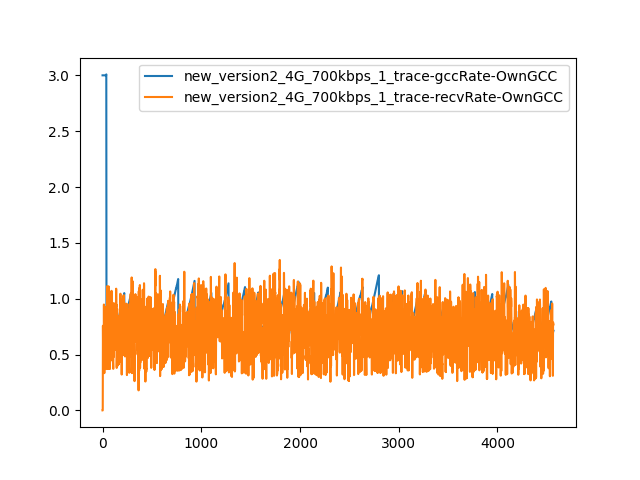 new_version2_4G_700kbps_1_trace-gccRate-OwnGCC
new_version2_4G_700kbps_1_trace-recvRate-OwnGCC
3.0
2.5
2.0
1.5
1.0
0.5
0.0
0 1000 2000 3000 4000